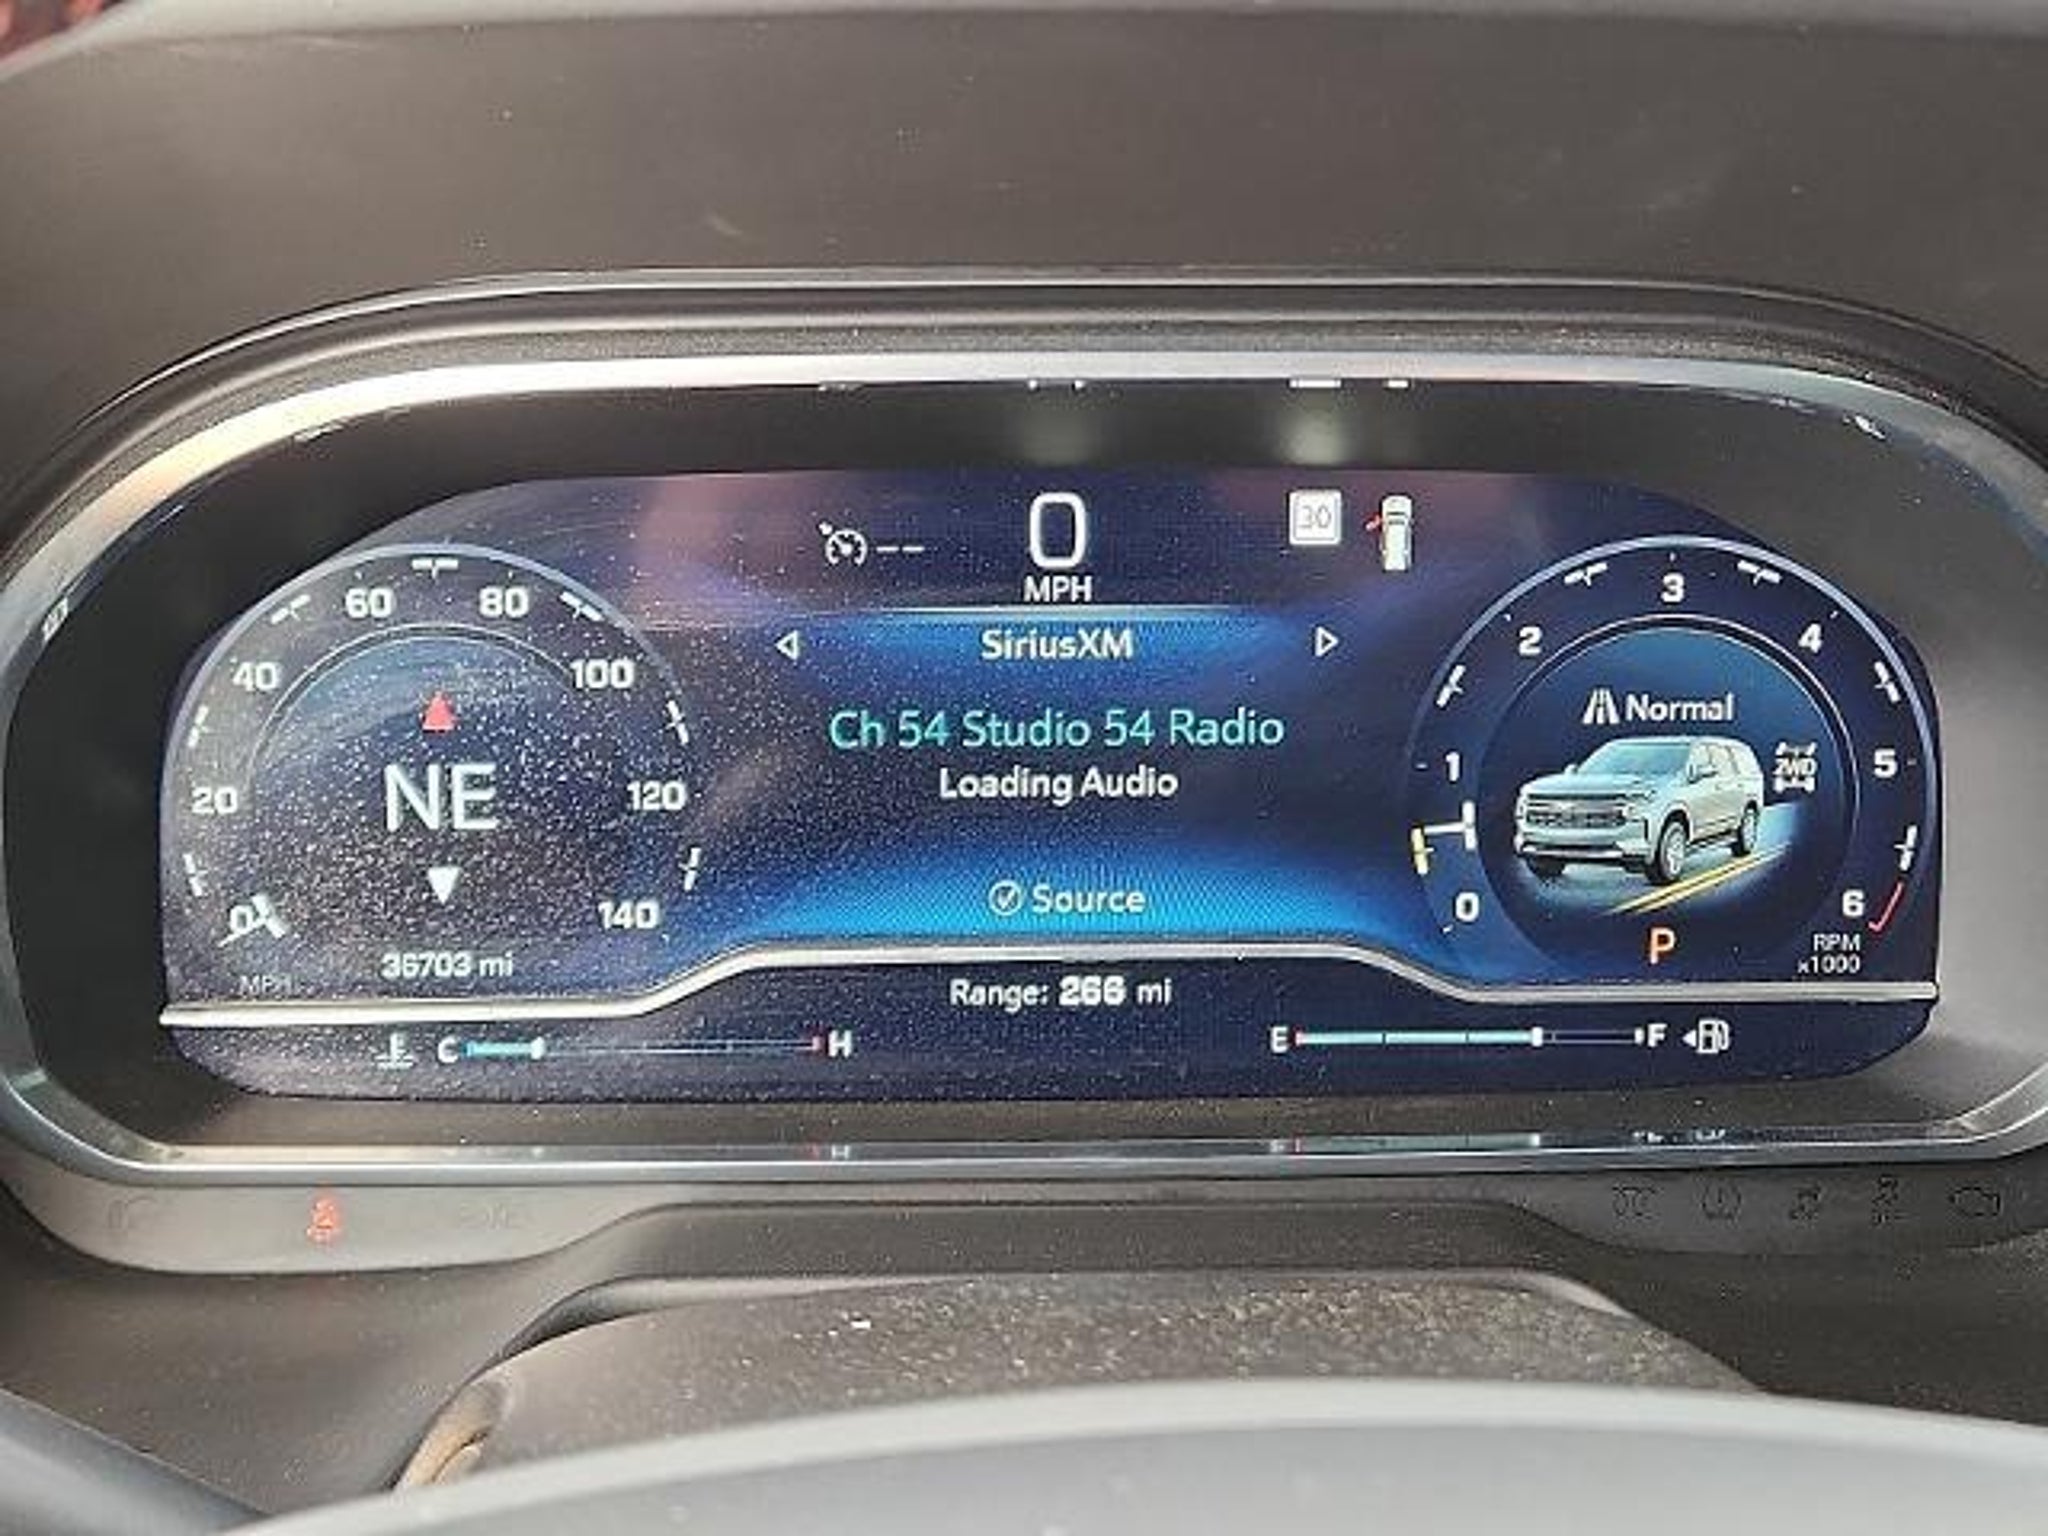 0
MPH
30
SiriusXM
Ch 54 Studio 54 Radio
Loading Audio
Source
0
20
40
60
80
100
120
140
MPH
NE
36703 mi
0
1
2
3
4
5
6
RPM
x1000
Normal
2WD
P
Range: 266 mi
C H
E F